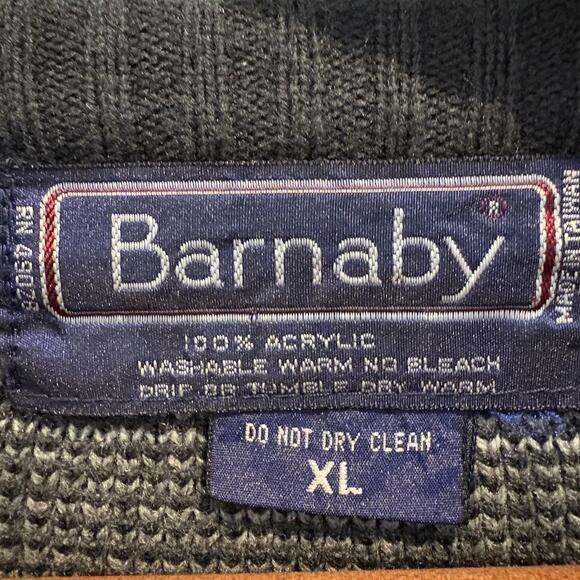 Barnaby
®
100% ACRYLIC
WASHABLE WARM NO BLEACH
DRIP OR TUMBLE DRY WARM
RN 45078
MADE IN TAIWAN
DO NOT DRY CLEAN
XL